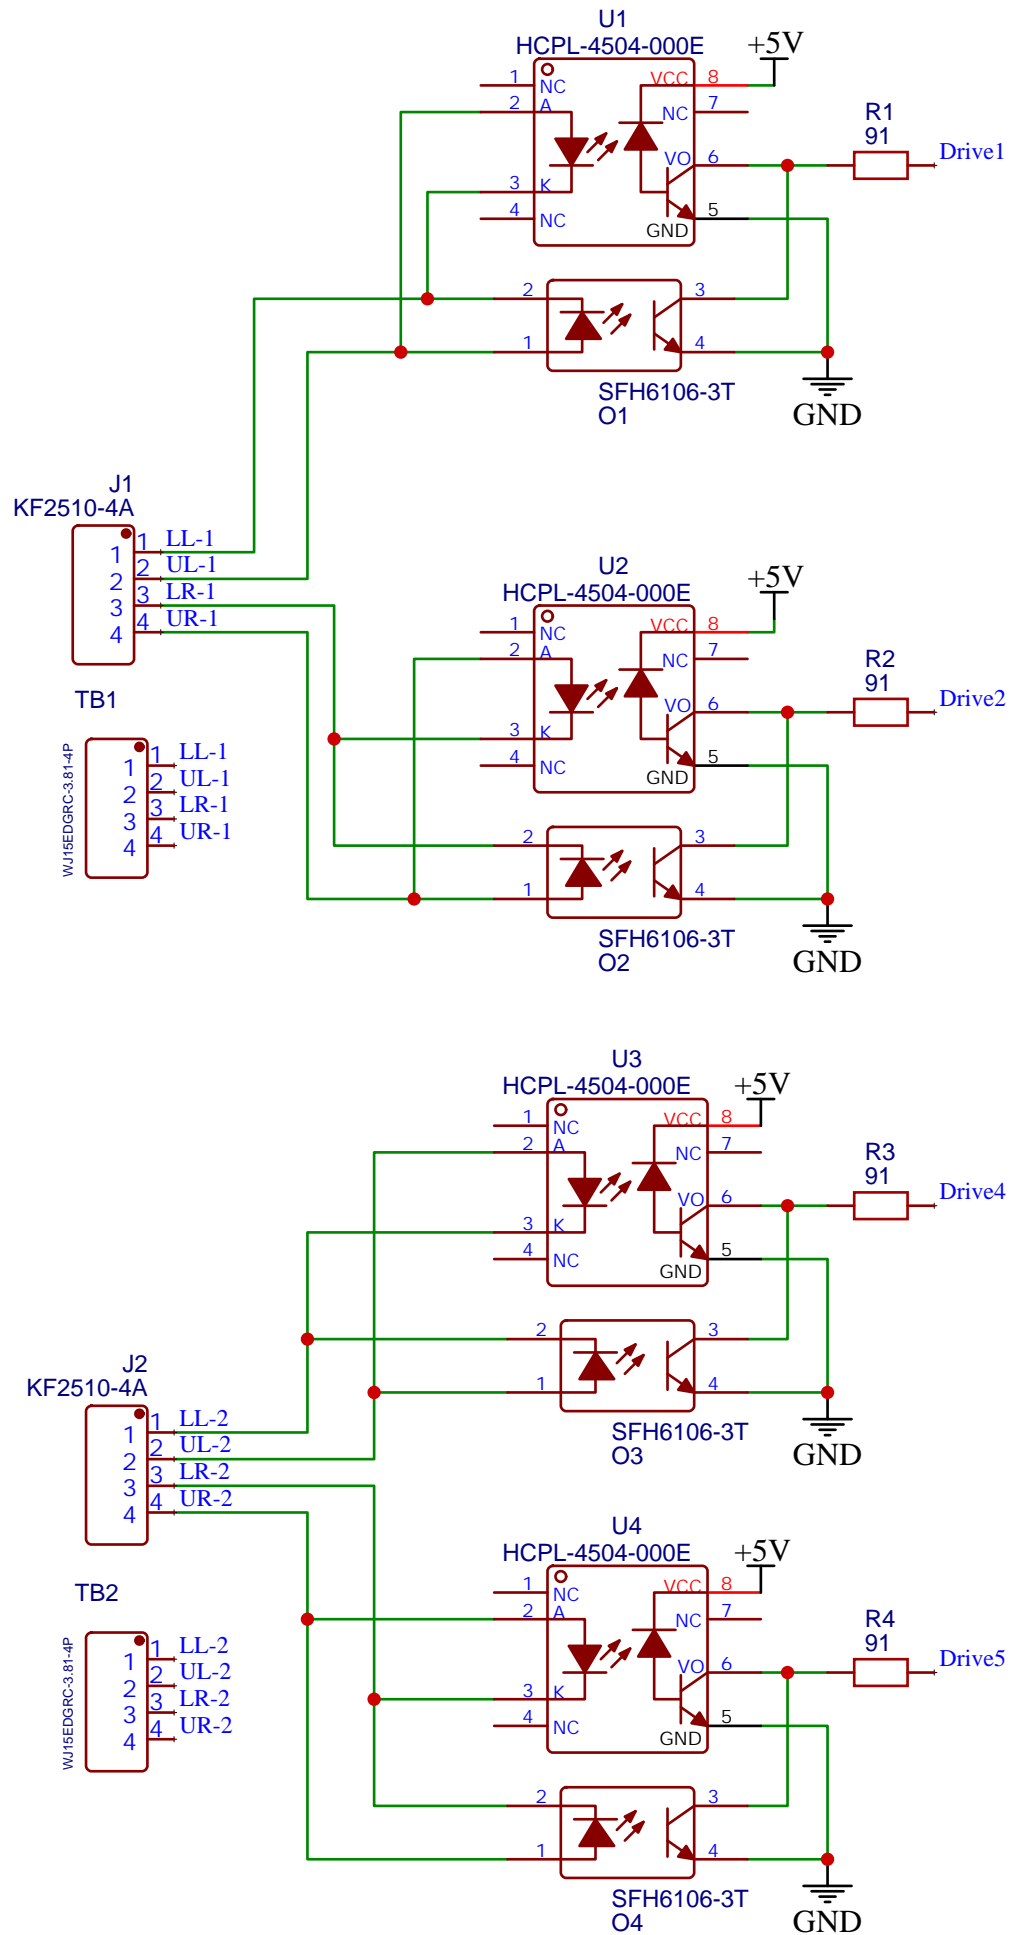 U1
HCPL-4504-000E
+5V
1
NC
VCC
8
2
A
NC
7
R1
91
Drive1
VO
6
3
K
4
NC
GND
5
2
3
1
4
SFH6106-3T
O1
GND
J1
KF2510-4A
1 1 LL-1
2 2 UL-1
3 3 LR-1
4 4 UR-1
U2
HCPL-4504-000E
+5V
1
NC
VCC
8
2
A
NC
7
R2
91
Drive2
VO
6
3
K
4
NC
GND
5
TB1
WJ15EDGRC-3.81-4P
1 1 LL-1
2 2 UL-1
3 3 LR-1
4 4 UR-1
2
3
1
4
SFH6106-3T
O2
GND
U3
HCPL-4504-000E
+5V
1
NC
VCC
8
2
A
NC
7
R3
91
Drive4
VO
6
3
K
4
NC
GND
5
2
3
1
4
SFH6106-3T
O3
GND
J2
KF2510-4A
1 1 LL-2
2 2 UL-2
3 3 LR-2
4 4 UR-2
U4
HCPL-4504-000E
+5V
1
NC
VCC
8
2
A
NC
7
R4
91
Drive5
VO
6
3
K
4
NC
GND
5
TB2
WJ15EDGRC-3.81-4P
1 1 LL-2
2 2 UL-2
3 3 LR-2
4 4 UR-2
2
3
1
4
SFH6106-3T
O4
GND